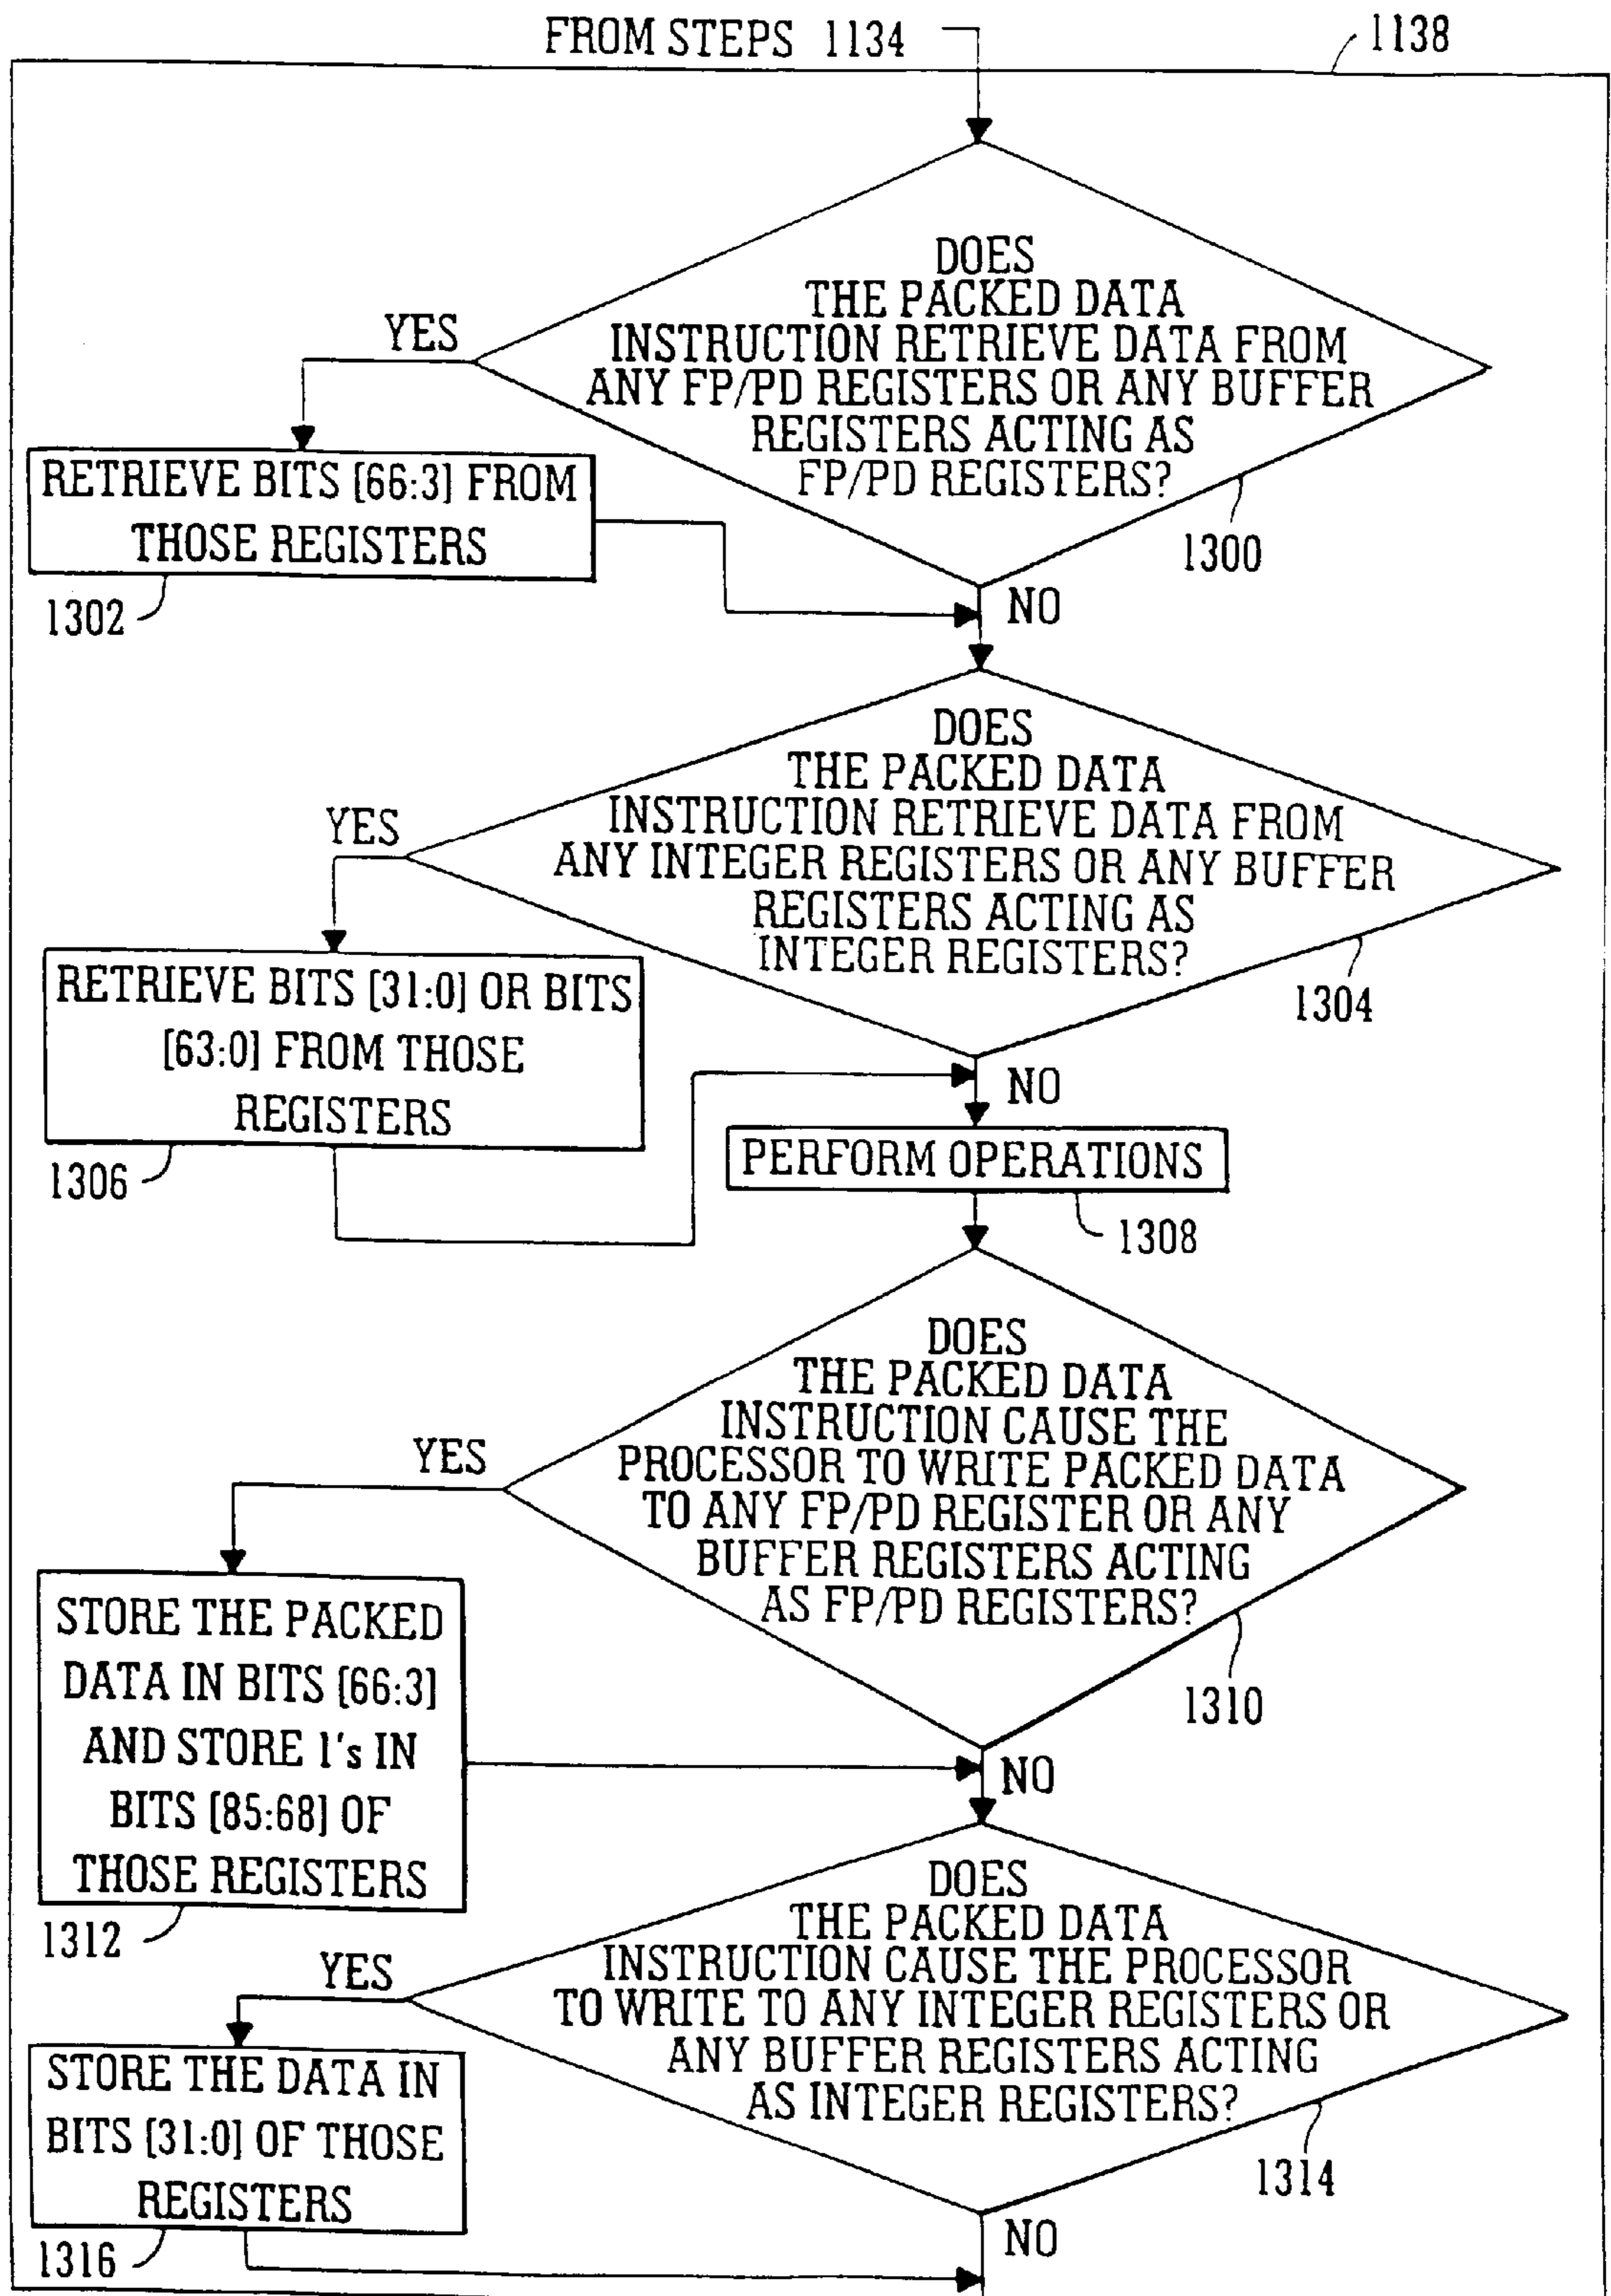 FROM STEPS 1134
1138
DOES
THE PACKED DATA
INSTRUCTION RETRIEVE DATA FROM
ANY FP/PD REGISTERS OR ANY BUFFER
REGISTERS ACTING AS
FP/PD REGISTERS?
1300
YES
RETRIEVE BITS [66:3] FROM
THOSE REGISTERS
1302
NO
DOES
THE PACKED DATA
INSTRUCTION RETRIEVE DATA FROM
ANY INTEGER REGISTERS OR ANY BUFFER
REGISTERS ACTING AS
INTEGER REGISTERS?
1304
YES
RETRIEVE BITS [31:0] OR BITS
[63:0] FROM THOSE
REGISTERS
1306
NO
PERFORM OPERATIONS
1308
DOES
THE PACKED DATA
INSTRUCTION CAUSE THE
PROCESSOR TO WRITE PACKED DATA
TO ANY FP/PD REGISTER OR ANY
BUFFER REGISTERS ACTING
AS FP/PD REGISTERS?
1310
YES
STORE THE PACKED
DATA IN BITS [66:3]
AND STORE 1's IN
BITS [85:68] OF
THOSE REGISTERS
1312
NO
DOES
THE PACKED DATA
INSTRUCTION CAUSE THE PROCESSOR
TO WRITE TO ANY INTEGER REGISTERS OR
ANY BUFFER REGISTERS ACTING
AS INTEGER REGISTERS?
1314
YES
STORE THE DATA IN
BITS [31:0] OF THOSE
REGISTERS
1316
NO